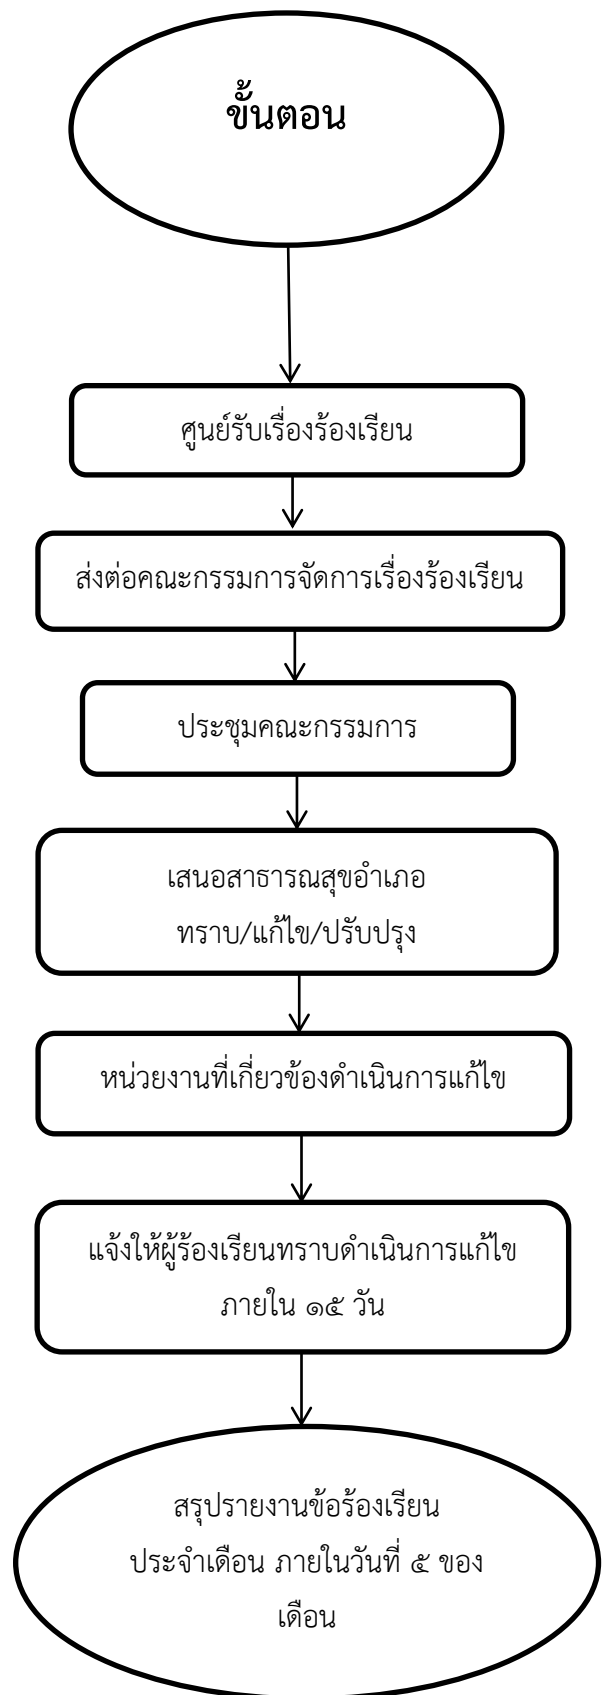 ขั้นตอน
ศูนย์รับเรื่องร้องเรียน
ส่งต่อคณะกรรมการจัดการเรื่องร้องเรียน
ประชุมคณะกรรมการ
เสนอสาธารณสุขอำเภอ
ทราบ/แก้ไข/ปรับปรุง
หน่วยงานที่เกี่ยวข้องดำเนินการแก้ไข
แจ้งให้ผู้ร้องเรียนทราบดำเนินการแก้ไข
ภายใน ๑๕ วัน
สรุปรายงานข้อร้องเรียน
ประจำเดือน ภายในวันที่ ๕ ของ
เดือน